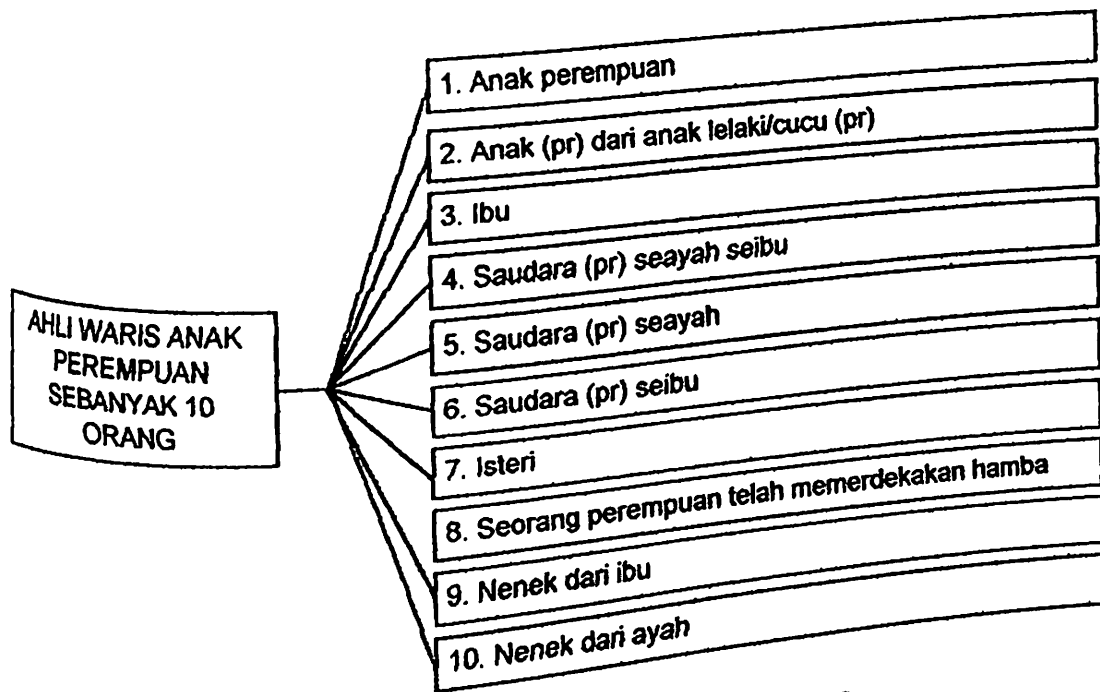 AHLI WARIS ANAK
PEREMPUAN
SEBANYAK 10
ORANG
1. Anak perempuan
2. Anak (pr) dari anak lelaki/cucu (pr)
3. Ibu
4. Saudara (pr) seayah seibu
5. Saudara (pr) seayah
6. Saudara (pr) seibu
7. Isteri
8. Seorang perempuan telah memerdekakan hamba
9. Nenek dari ibu
10. Nenek dari ayah